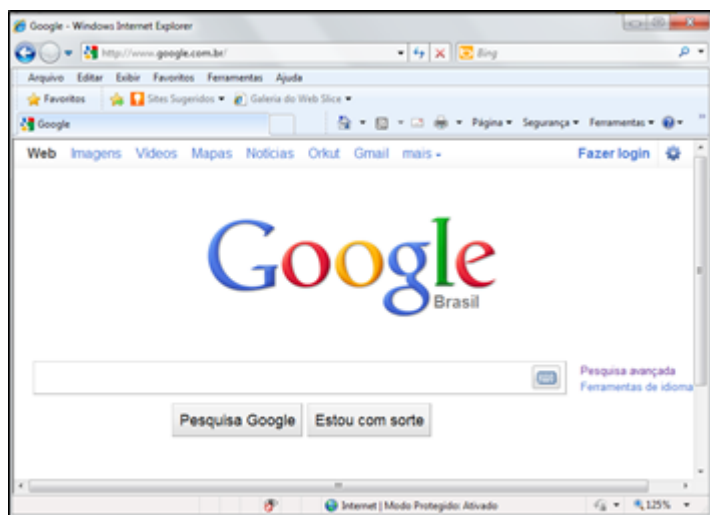 Google - Windows Internet Explorer
http://www.google.com.br/ Bing
Arquivo Editar Exibir Favoritos Ferramentas Ajuda
Favoritos Sites Sugeridos Galeria do Web Slice
Google Página Segurança Ferramentas
Web Imagens Vídeos Mapas Notícias Orkut Gmail mais Fazer login
Google
Brasil
Pesquisa avançada
Ferramentas de idioma
Pesquisa Google Estou com sorte
Internet | Modo Protegido: Ativado 125%